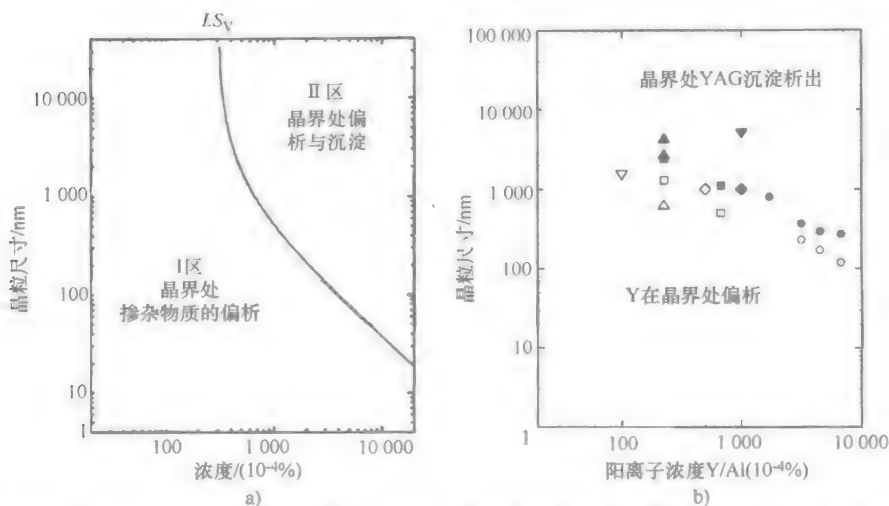 LSV
10 000
1 000
100
10
1
晶粒尺寸/nm
II区
晶界处偏
析与沉淀
I区
晶界处
掺杂物质的偏析
100
1 000
10 000
浓度/(10⁻⁴%)
a)
100 000
10 000
1 000
100
10
1
晶粒尺寸/nm
晶界处YAG沉淀析出
Y在晶界处偏析
1
100
1 000
10 000
阳离子浓度Y/Al(10⁻⁴%)
b)